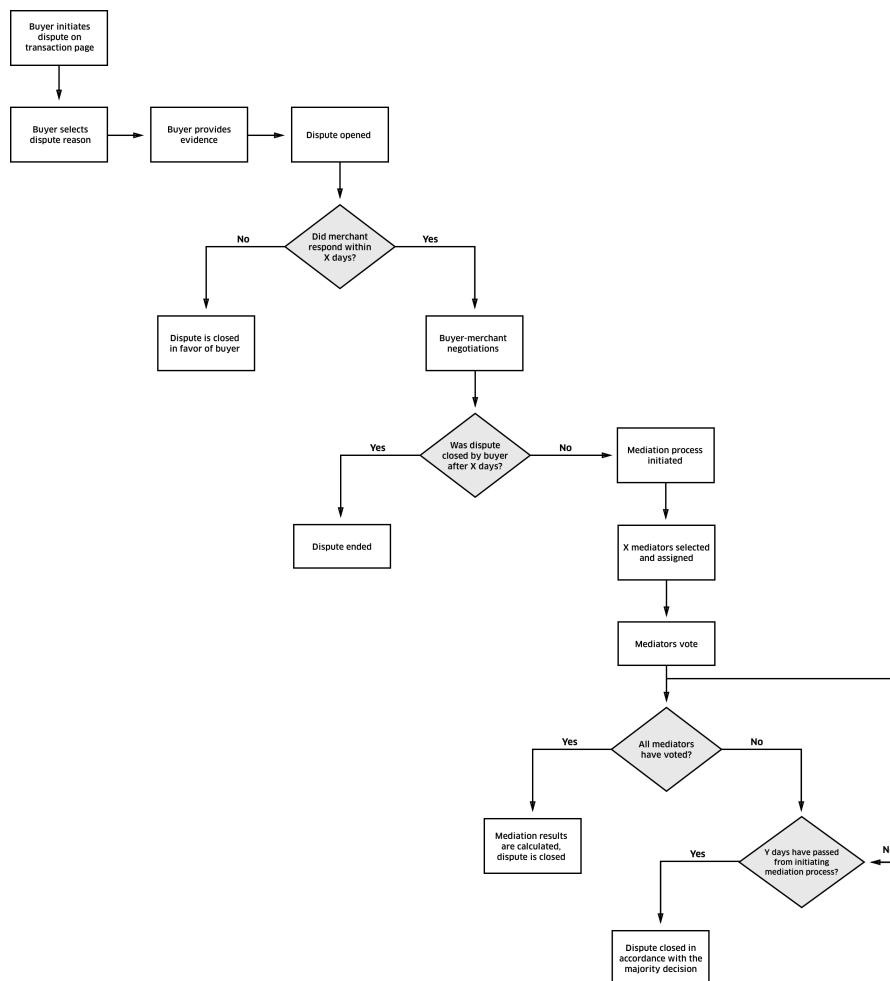 Buyer initiates
dispute on
transaction page
Buyer selects
dispute reason
Buyer provides
evidence
Dispute opened
Did merchant
respond within
X days?
No
Yes
Dispute is closed
in favor of buyer
Buyer-merchant
negotiations
Was dispute
closed by buyer
after X days?
Yes
No
Mediation process
initiated
Dispute ended
X mediators selected
and assigned
Mediators vote
All mediators
have voted?
Yes
No
Mediation results
are calculated,
dispute is closed
Y days have passed
from initiating
mediation process?
Yes
N
Dispute closed in
accordance with the
majority decision